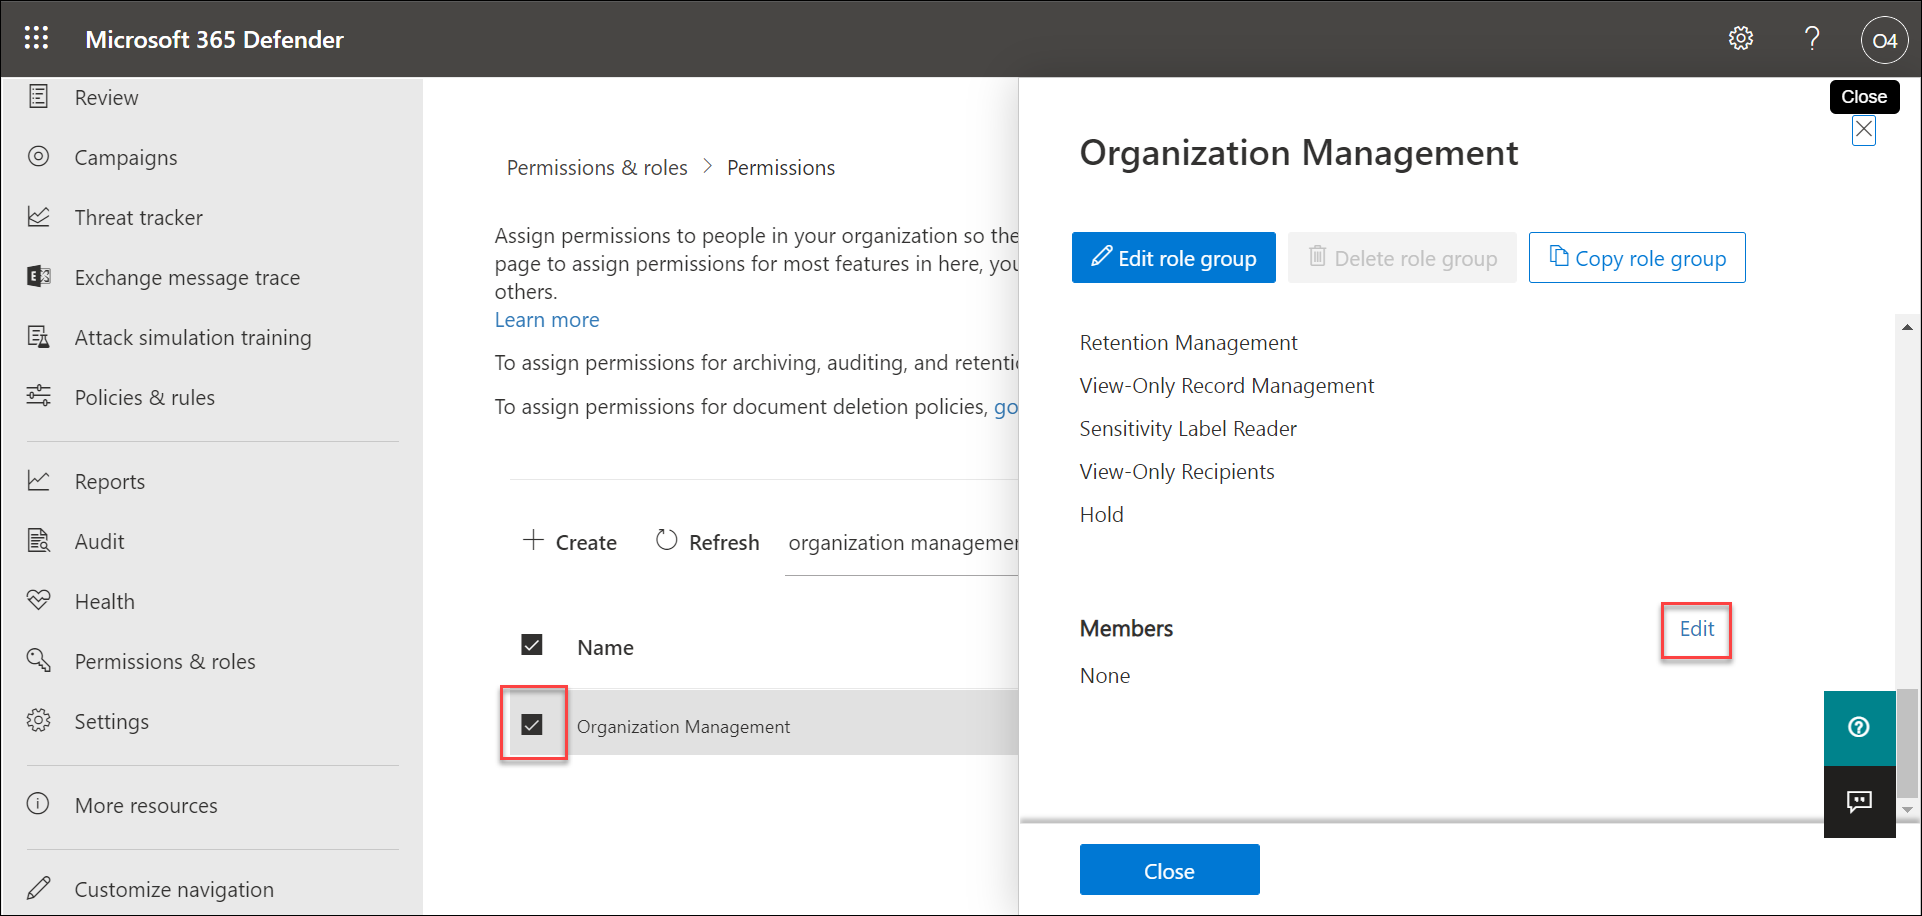 Microsoft 365 Defender
O4
Review
Campaigns
Threat tracker
Exchange message trace
Attack simulation training
Policies & rules
Reports
Audit
Health
Permissions & roles
Settings
More resources
Customize navigation
Permissions & roles > Permissions
Assign permissions to people in your organization so the
page to assign permissions for most features in here, you
others.
Learn more
To assign permissions for archiving, auditing, and retentio
To assign permissions for document deletion policies, go
Create Refresh organization managemen
Name
Organization Management
Close
Organization Management
Edit role group Delete role group Copy role group
Retention Management
View-Only Record Management
Sensitivity Label Reader
View-Only Recipients
Hold
Members Edit
None
Close